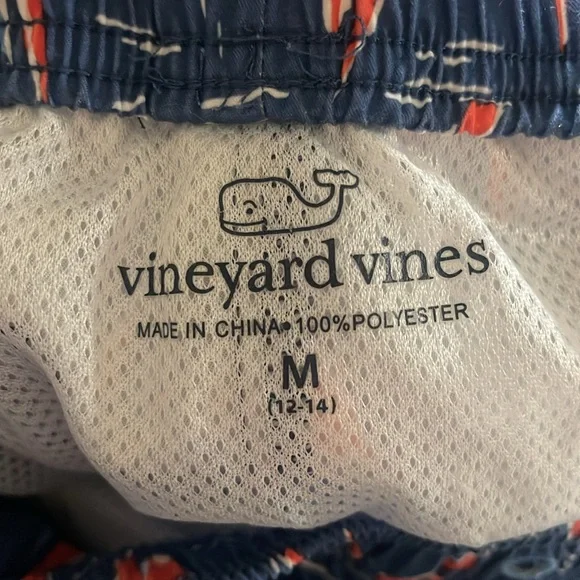 vineyard vines
MADE IN CHINA•100%POLYESTER
M
(12-14)